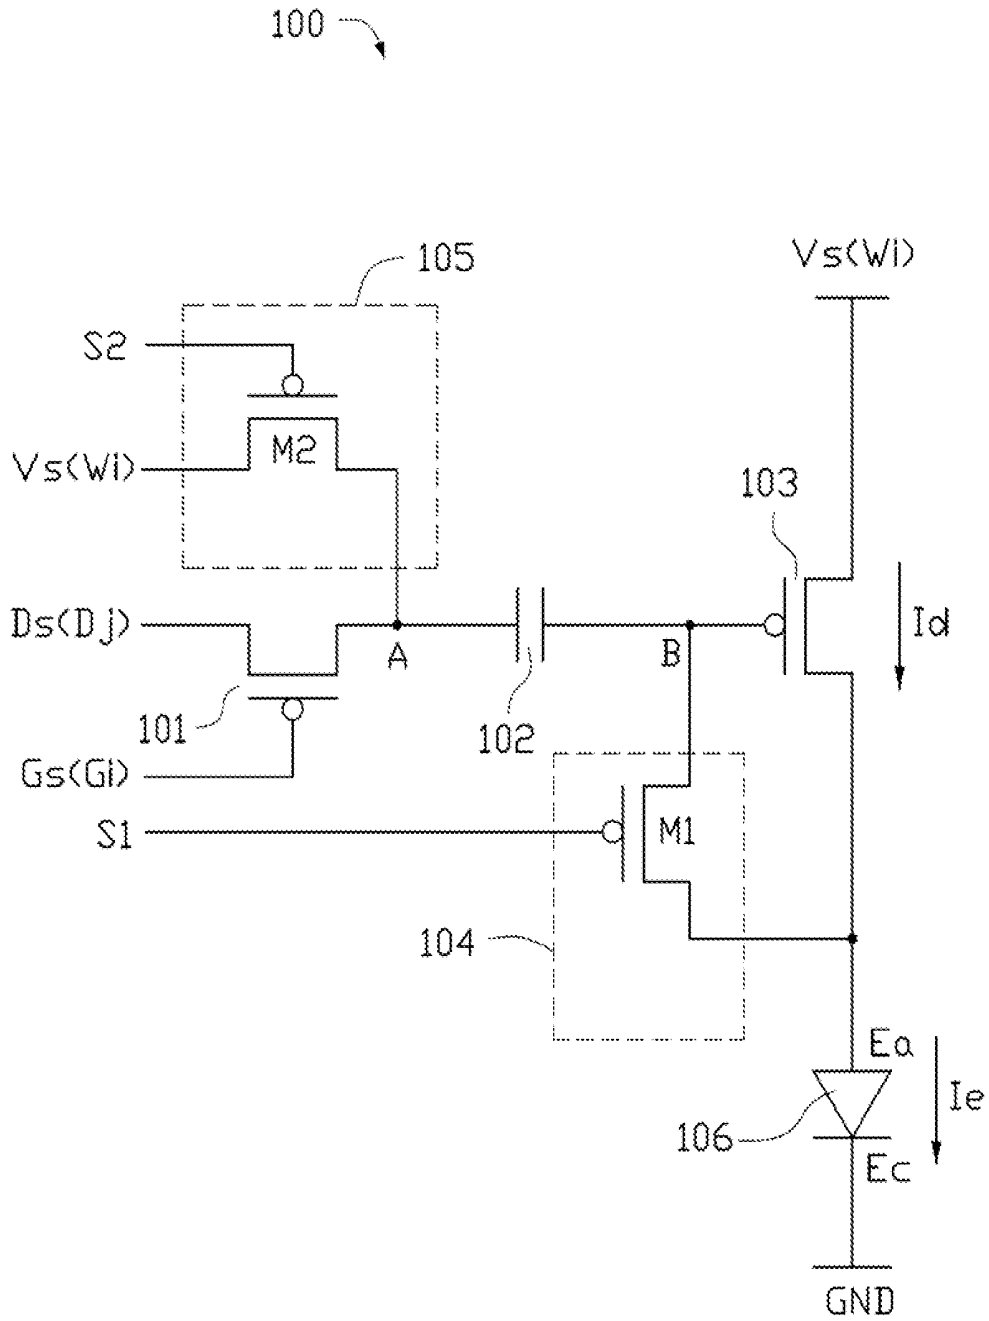 100
105
Vs(Wi)
S2
M2
Vs(Wi)
103
Ds(Dj)
Id
A
B
101
102
Gs(Gi)
S1
M1
104
Ea
Ie
106
Ec
GND